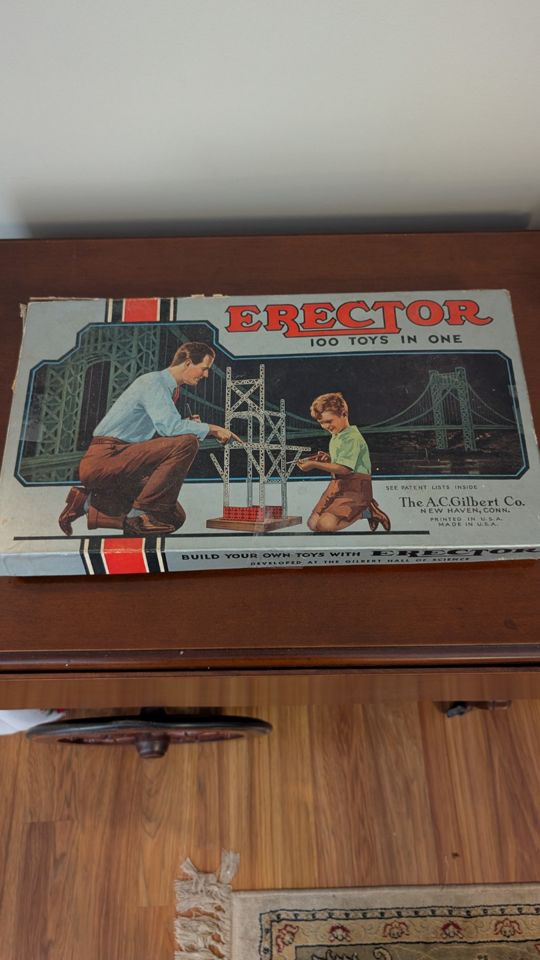 ERECTOR
100 TOYS IN ONE
SEE PATENT LISTS INSIDE
The A.C.Gilbert Co.
NEW HAVEN, CONN.
PRINTED IN U.S.A.
MADE IN U.S.A.
BUILD YOUR OWN TOYS WITH ERECTOR
DEVELOPED AT THE GILBERT HALL OF SCIENCE